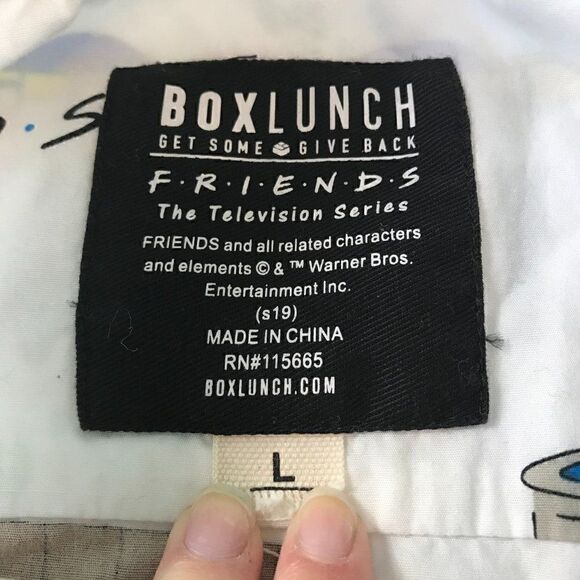 BOXLUNCH
GET SOME GIVE BACK
F·R·I·E·N·D·S
The Television Series
FRIENDS and all related characters
and elements © & ™ Warner Bros.
Entertainment Inc.
(s19)
MADE IN CHINA
RN#115665
BOXLUNCH.COM
L